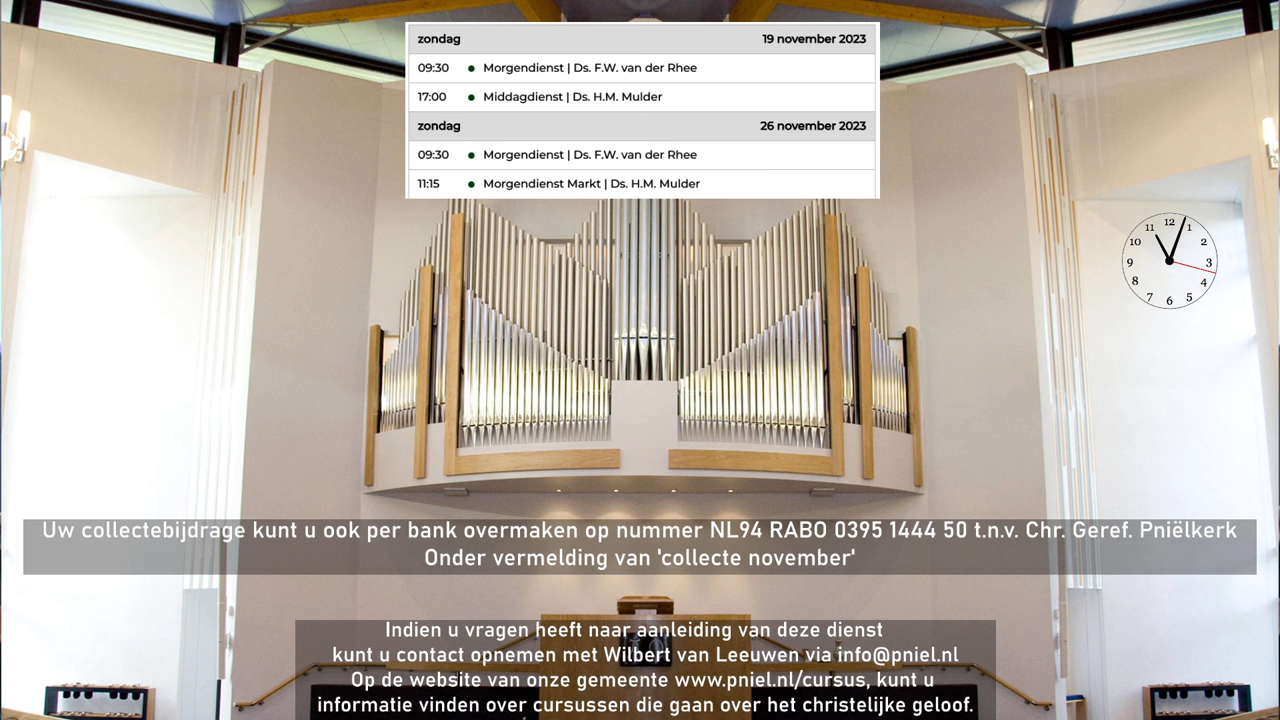 zondag 19 november 2023
09:30 • Morgendienst | Ds. F.W. van der Rhee
17:00 • Middagdienst | Ds. H.M. Mulder
zondag 26 november 2023
09:30 • Morgendienst | Ds. F.W. van der Rhee
11:15 • Morgendienst Markt | Ds. H.M. Mulder
12
11 1
10 2
9 3
8 4
7 5
6
Uw collectebijdrage kunt u ook per bank overmaken op nummer NL94 RABO 0395 1444 50 t.n.v. Chr. Geref. Pniëlkerk
Onder vermelding van 'collecte november'
Indien u vragen heeft naar aanleiding van deze dienst
kunt u contact opnemen met Wilbert van Leeuwen via info@pniel.nl
Op de website van onze gemeente www.pniel.nl/cursus, kunt u
informatie vinden over cursussen die gaan over het christelijke geloof.